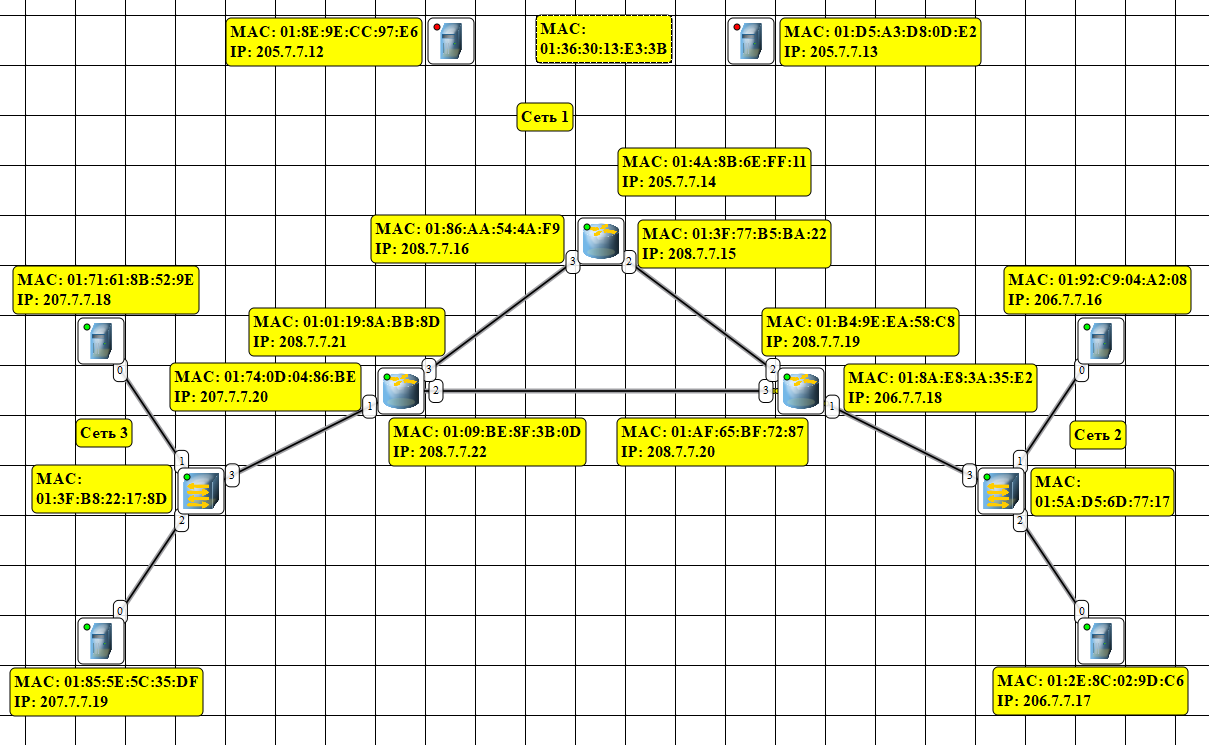 MAC: 01:8E:9E:CC:97:E6
IP: 205.7.7.12
MAC:
01:36:30:13:E3:3B
MAC: 01:D5:A3:D8:0D:E2
IP: 205.7.7.13
Сеть 1
MAC: 01:4A:8B:6E:FF:11
IP: 205.7.7.14
MAC: 01:86:AA:54:4A:F9
IP: 208.7.7.16
MAC: 01:3F:77:B5:BA:22
IP: 208.7.7.15
3
2
MAC: 01:71:61:8B:52:9E
IP: 207.7.7.18
MAC: 01:92:C9:04:A2:08
IP: 206.7.7.16
MAC: 01:01:19:8A:BB:8D
IP: 208.7.7.21
MAC: 01:B4:9E:EA:58:C8
IP: 208.7.7.19
0
3
2
0
MAC: 01:74:0D:04:86:BE
IP: 207.7.7.20
MAC: 01:8A:E8:3A:35:E2
IP: 206.7.7.18
2
3
1
1
Сеть 3
MAC: 01:09:BE:8F:3B:0D
IP: 208.7.7.22
MAC: 01:AF:65:BF:72:87
IP: 208.7.7.20
Сеть 2
1
3
3
1
MAC:
01:3F:B8:22:17:8D
MAC:
01:5A:D5:6D:77:17
2
2
0
0
MAC: 01:85:5E:5C:35:DF
IP: 207.7.7.19
MAC: 01:2E:8C:02:9D:C6
IP: 206.7.7.17